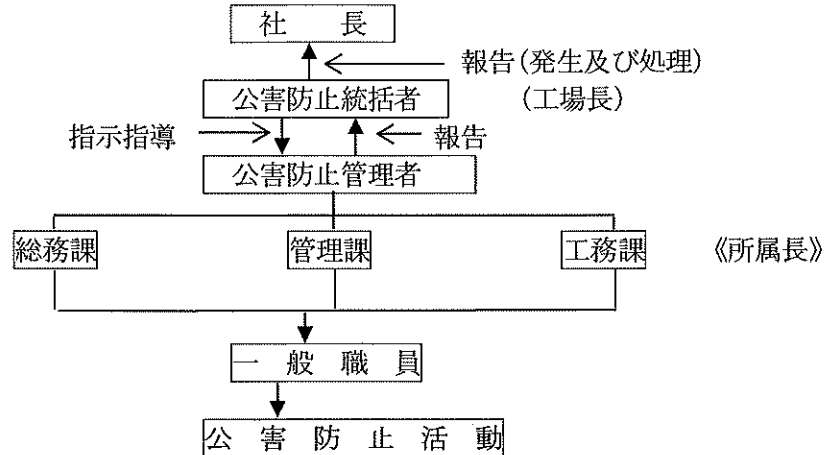 社　長
報告（発生及び処理）
公害防止統括者　（工場長）
指示指導　報告
公害防止管理者
総務課　管理課　工務課　《所属長》
一　般　職　員
公　害　防　止　活　動